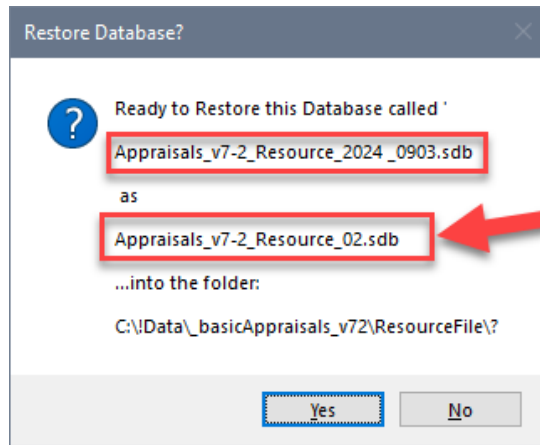 Restore Database?
Ready to Restore this Database called '
Appraisals_v7-2_Resource_2024 _0903.sdb
as
Appraisals_v7-2_Resource_02.sdb
...into the folder:
C:\!Data\_basicAppraisals_v72\ResourceFile\?
Yes No